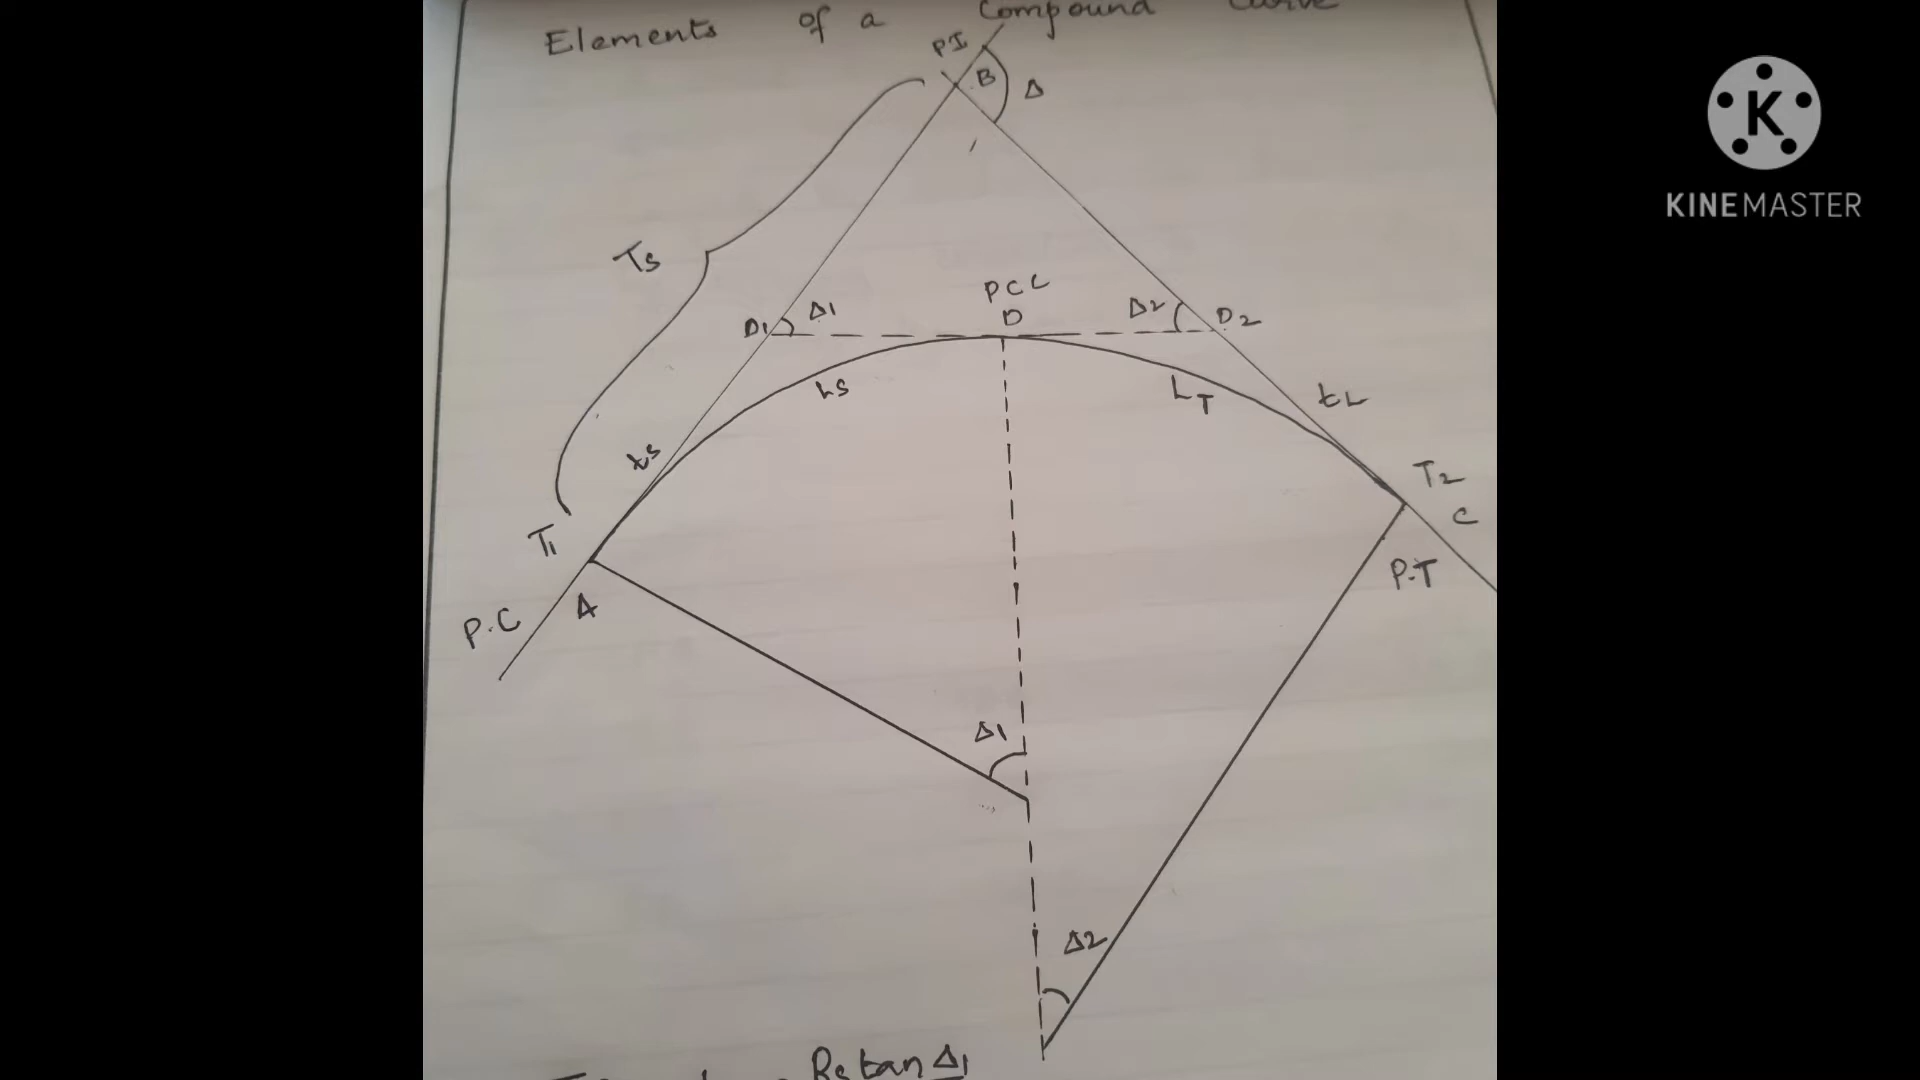 Elements of a Compound Curve
PI
B
Δ
K
KINEMASTER
Ts
PCC
D
D1
Δ1
Δ2
D2
Ls
LT
tL
ts
T1
T2
C
P.C
A
P.T
Δ1
Δ2
Rs tan Δ1